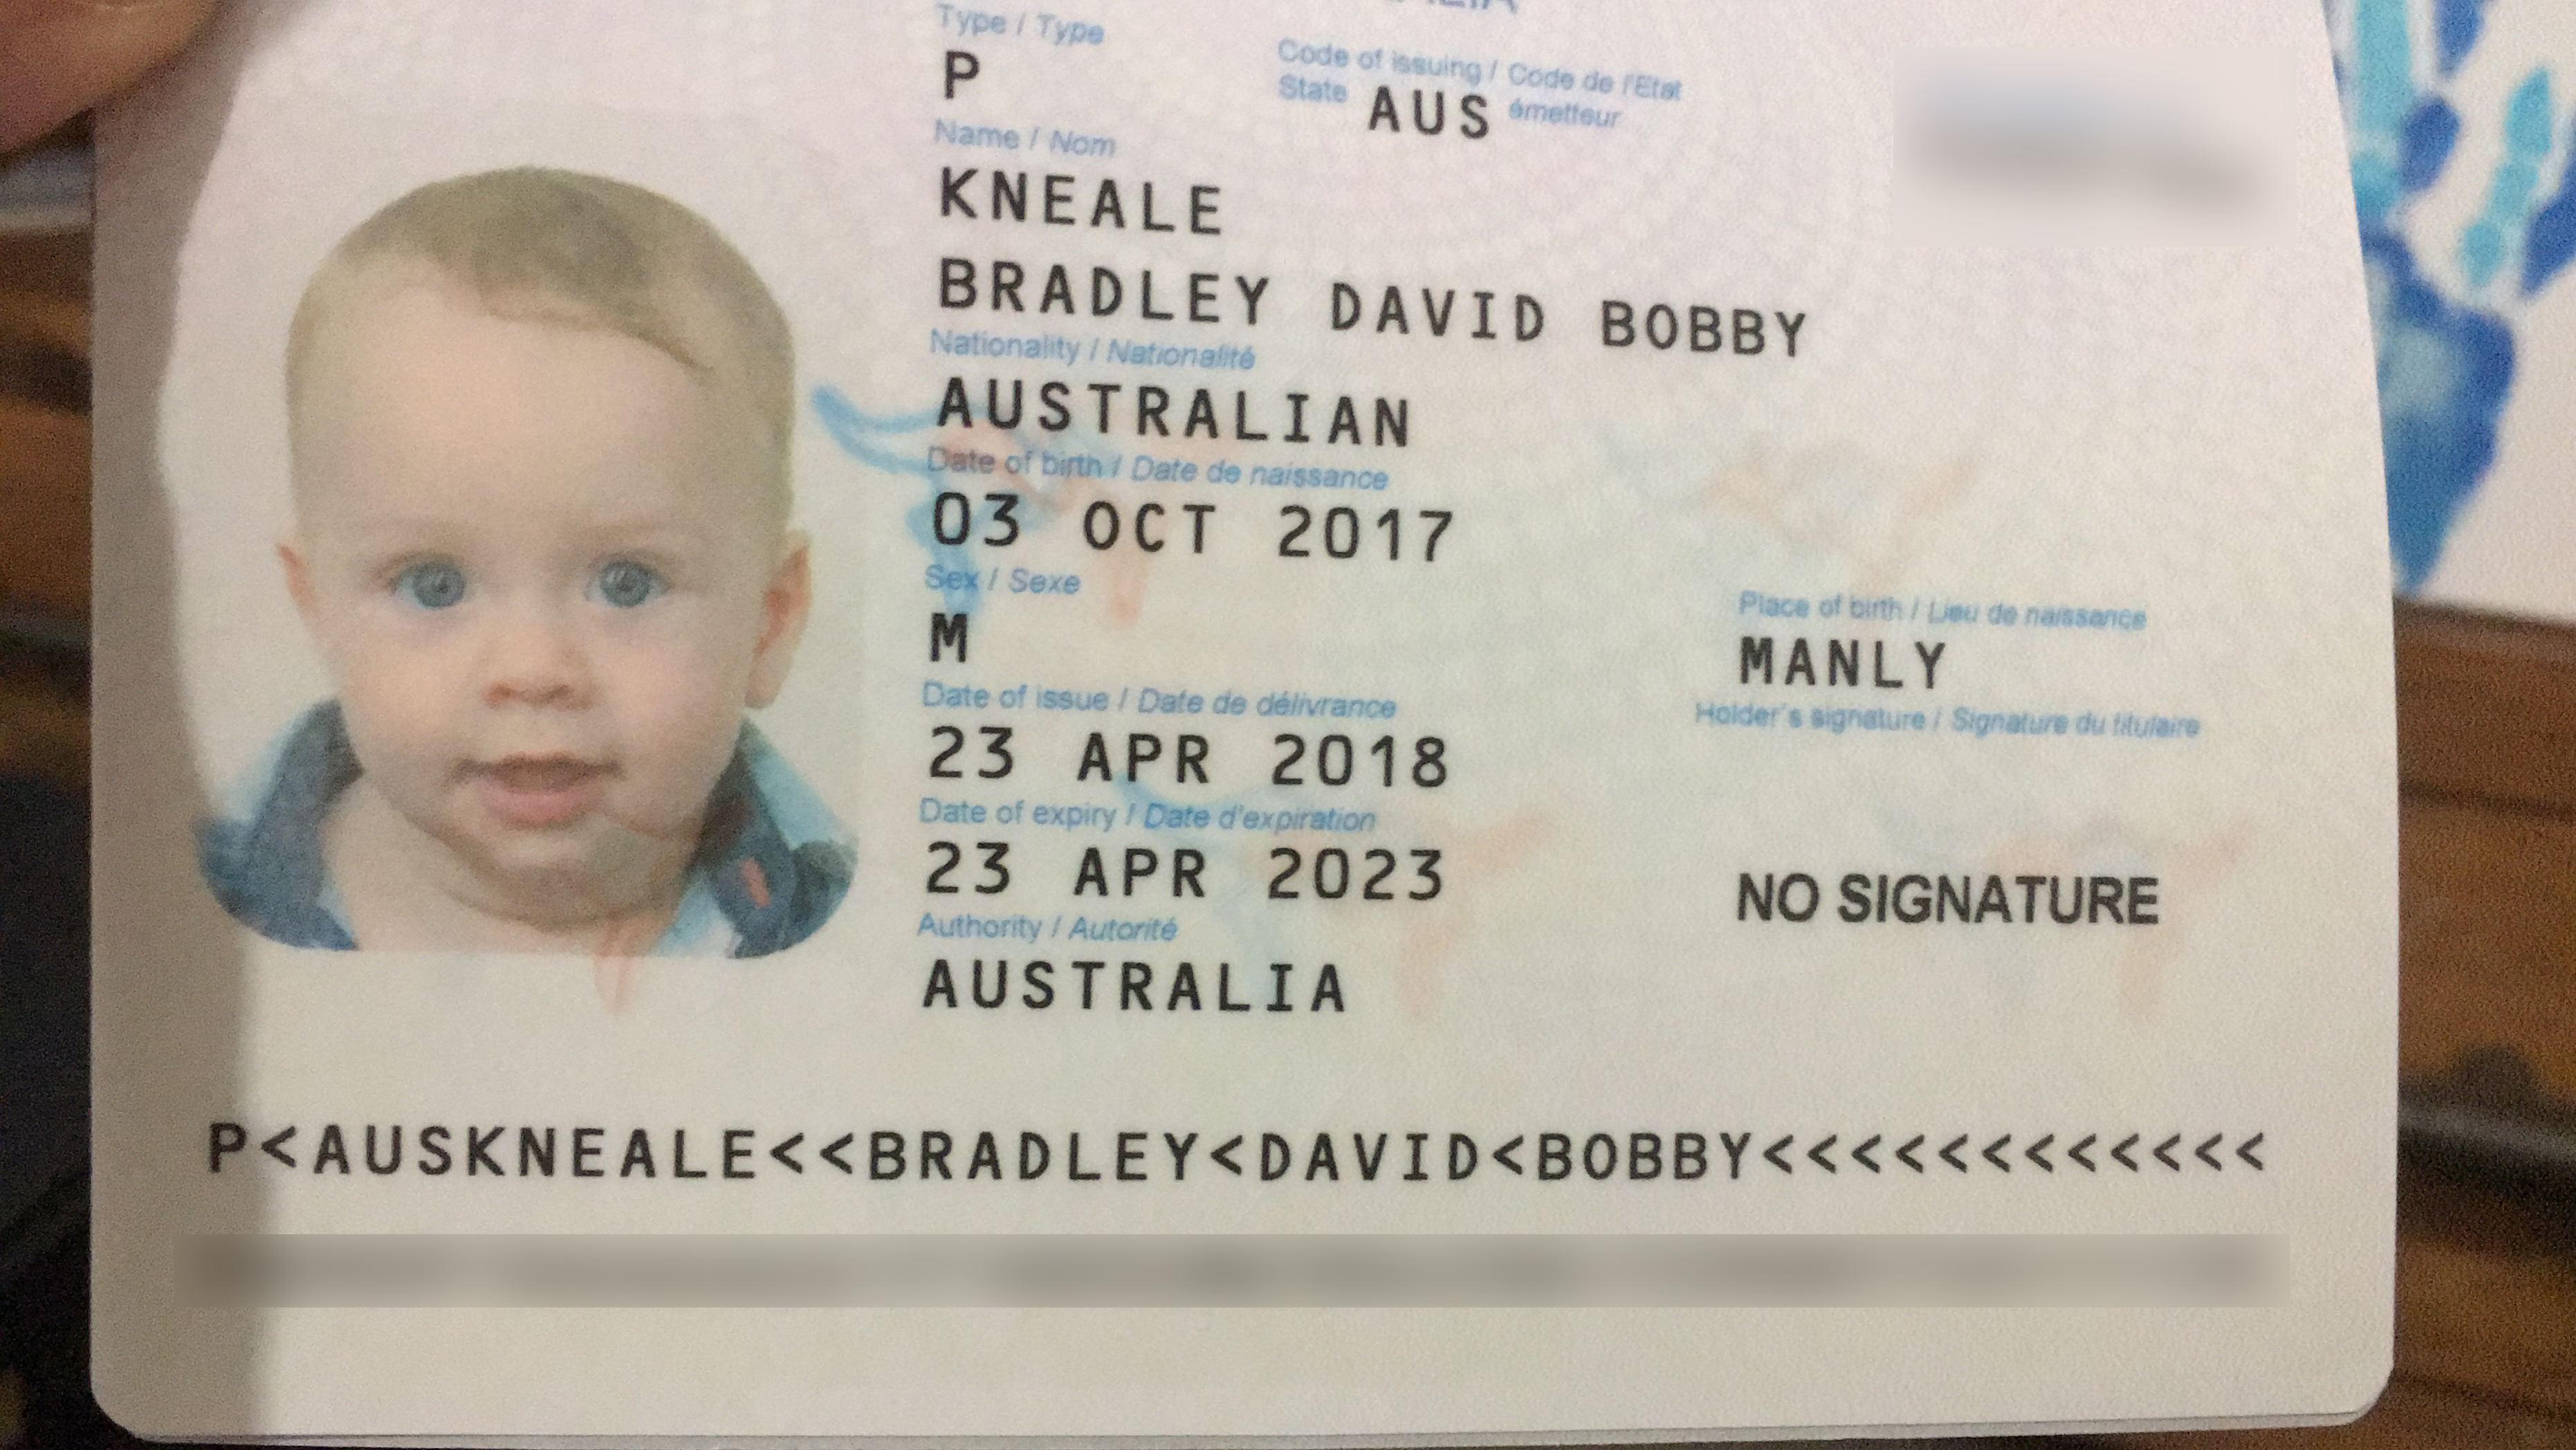 Type / Type
P
Code of issuing / Code de l'Etat
State AUS émetteur
Name / Nom
KNEALE
BRADLEY DAVID BOBBY
Nationality / Nationalité
AUSTRALIAN
Date of birth / Date de naissance
03 OCT 2017
Sex / Sexe
M
Place of birth / Lieu de naissance
MANLY
Date of issue / Date de délivrance
23 APR 2018
Holder's signature / Signature du titulaire
NO SIGNATURE
Date of expiry / Date d'expiration
23 APR 2023
Authority / Autorité
AUSTRALIA
P<AUSKNEALE<<BRADLEY<DAVID<BOBBY<<<<<<<<<<<<<